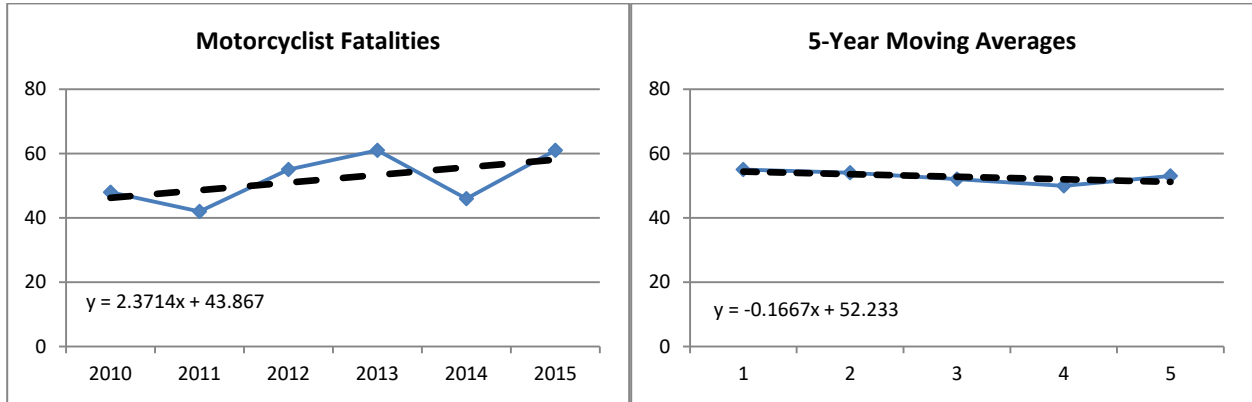 Motorcyclist Fatalities
80
60
40
20
0
y = 2.3714x + 43.867
2010 2011 2012 2013 2014 2015
5-Year Moving Averages
80
60
40
20
0
y = -0.1667x + 52.233
1 2 3 4 5